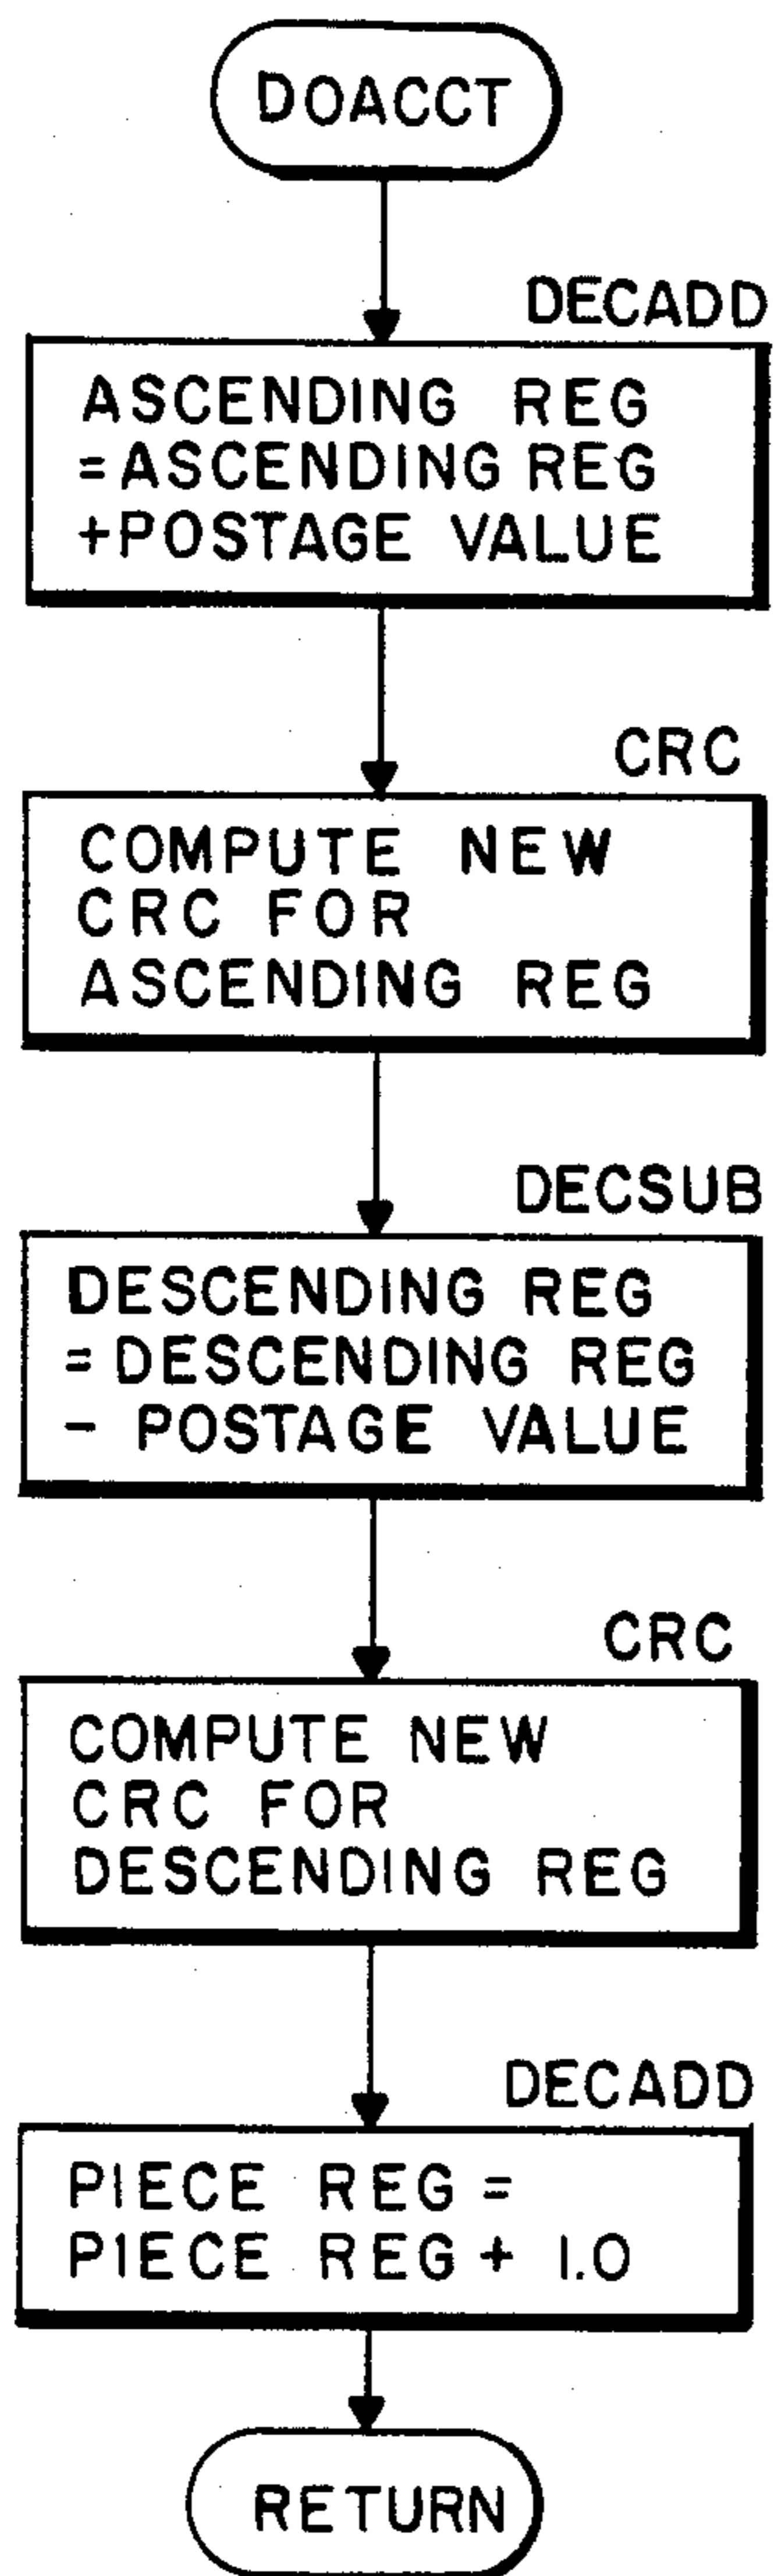 DOACCT
DECADD
ASCENDING REG
=ASCENDING REG
+POSTAGE VALUE
CRC
COMPUTE NEW
CRC FOR
ASCENDING REG
DECSUB
DESCENDING REG
= DESCENDING REG
- POSTAGE VALUE
CRC
COMPUTE NEW
CRC FOR
DESCENDING REG
DECADD
PIECE REG =
PIECE REG + 1.0
RETURN